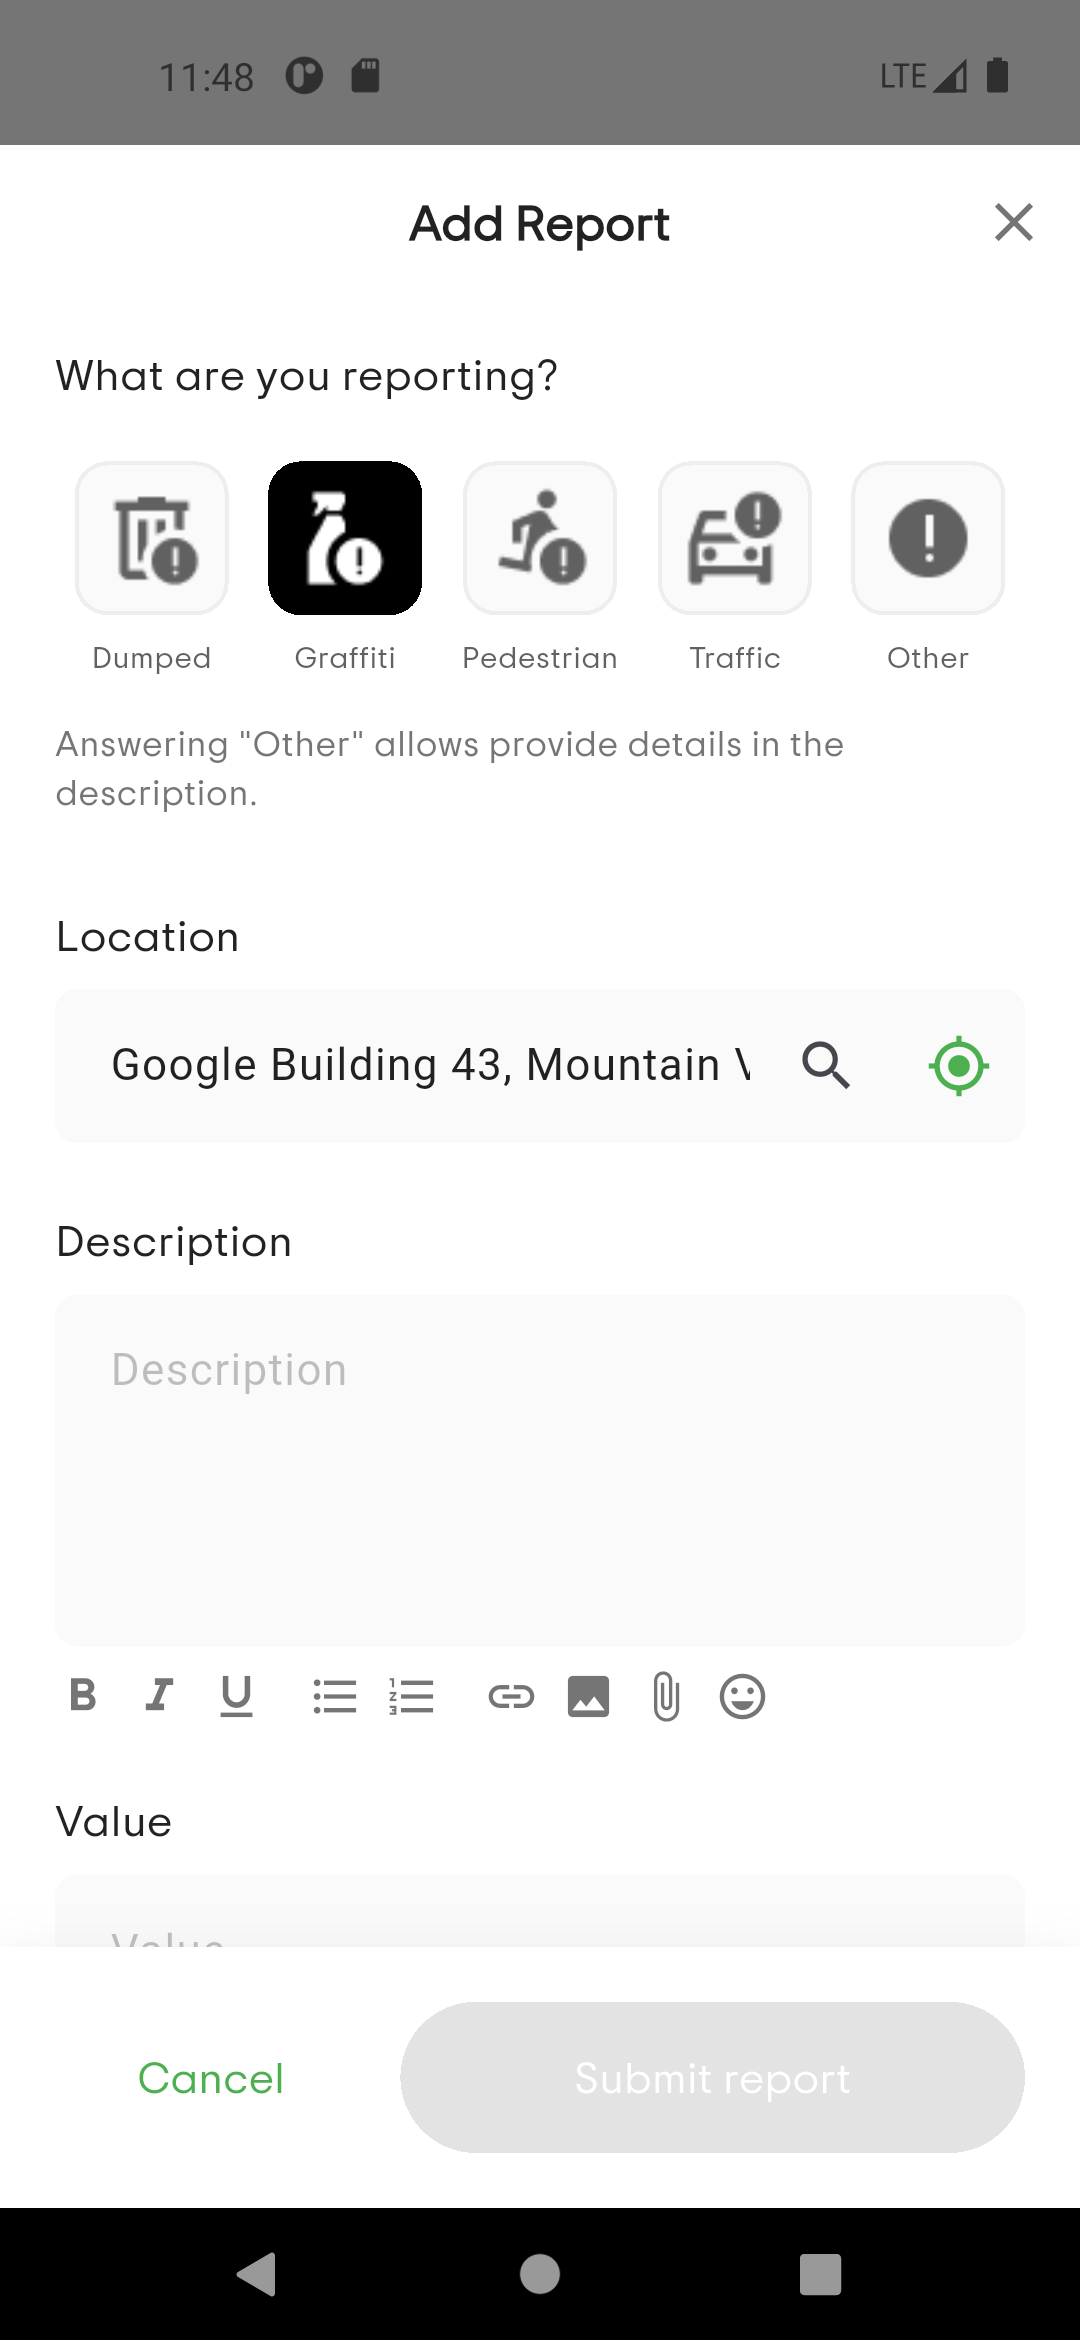 11:48
LTE
Add Report
What are you reporting?
Dumped Graffiti Pedestrian Traffic Other
Answering "Other" allows provide details in the
description.
Location
Google Building 43, Mountain
Description
Description
Value
Value
Cancel
Submit report